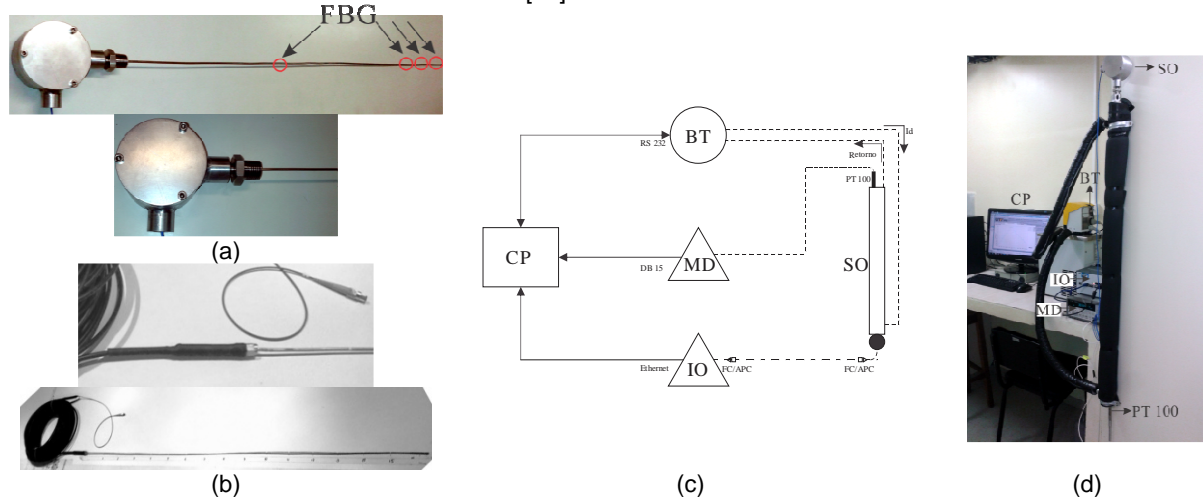 FBG
(a)
(b)
BT
RS 232
Id
Retorno
PT 100
CP
MD
DB 15
SO
IO
Ethernet
FC/APC
FC/APC
(c)
SO
BT
CP
IO
MD
PT 100
(d)